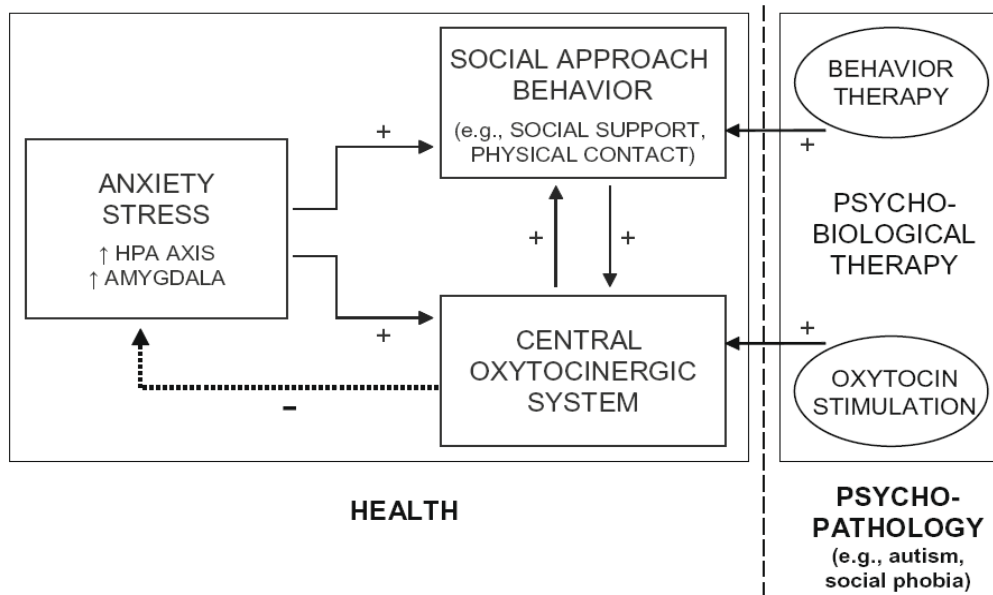 SOCIAL APPROACH
BEHAVIOR
(e.g., SOCIAL SUPPORT,
PHYSICAL CONTACT)
ANXIETY
STRESS
↑ HPA AXIS
↑ AMYGDALA
+
+
+
+
CENTRAL
OXYTOCINERGIC
SYSTEM
-
HEALTH
BEHAVIOR
THERAPY
+
PSYCHO-
BIOLOGICAL
THERAPY
+
OXYTOCIN
STIMULATION
PSYCHO-
PATHOLOGY
(e.g., autism,
social phobia)